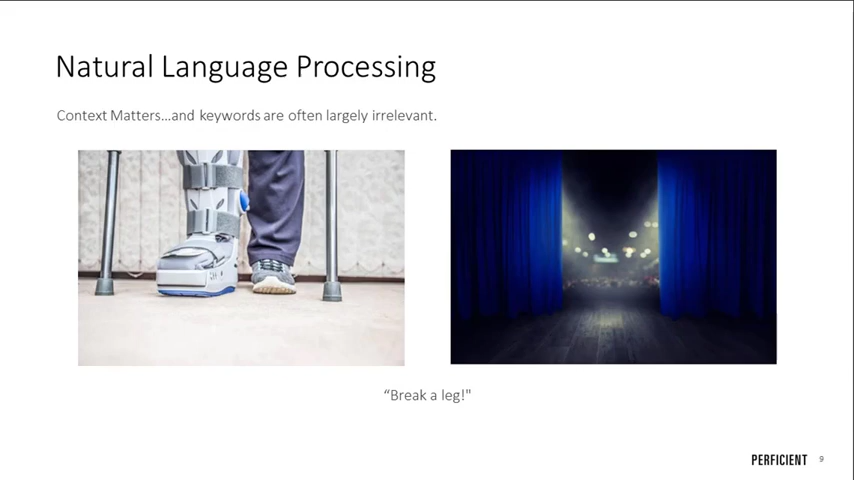 Natural Language Processing
Context Matters...and keywords are often largely irrelevant.
“Break a leg!"
PERFICIENT 9